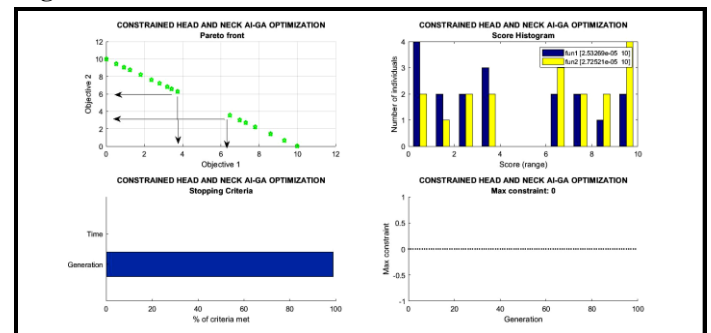 CONSTRAINED HEAD AND NECK AI-GA OPTIMIZATION
Pareto front
12
10
8
6
4
2
0
Objective 2
0 2 4 6 8 10 12
Objective 1
CONSTRAINED HEAD AND NECK AI-GA OPTIMIZATION
Score Histogram
fun1 [2.53269e-05 10]
fun2 [2.72521e-05 10]
4
3
2
1
0
Number of individuals
0 2 4 6 8 10
Score (range)
CONSTRAINED HEAD AND NECK AI-GA OPTIMIZATION
Stopping Criteria
Time
Generation
0 20 40 60 80 100
% of criteria met
CONSTRAINED HEAD AND NECK AI-GA OPTIMIZATION
Max constraint: 0
1
0.5
0
-0.5
-1
Max constraint
0 20 40 60 80 100
Generation